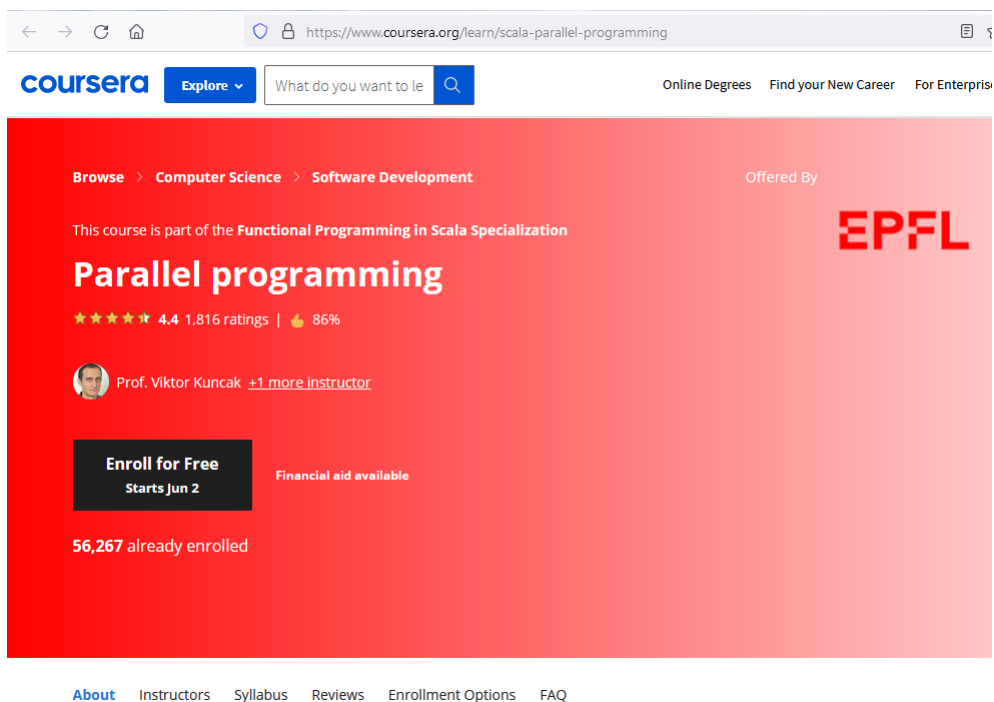 https://www.coursera.org/learn/scala-parallel-programming
coursera Explore What do you want to le Online Degrees Find your New Career For Enterprise
Browse > Computer Science > Software Development Offered By
This course is part of the Functional Programming in Scala Specialization
EPFL
Parallel programming
4.4 1,816 ratings | 86%
Prof. Viktor Kuncak +1 more instructor
Enroll for Free
Starts Jun 2
Financial aid available
56,267 already enrolled
About Instructors Syllabus Reviews Enrollment Options FAQ